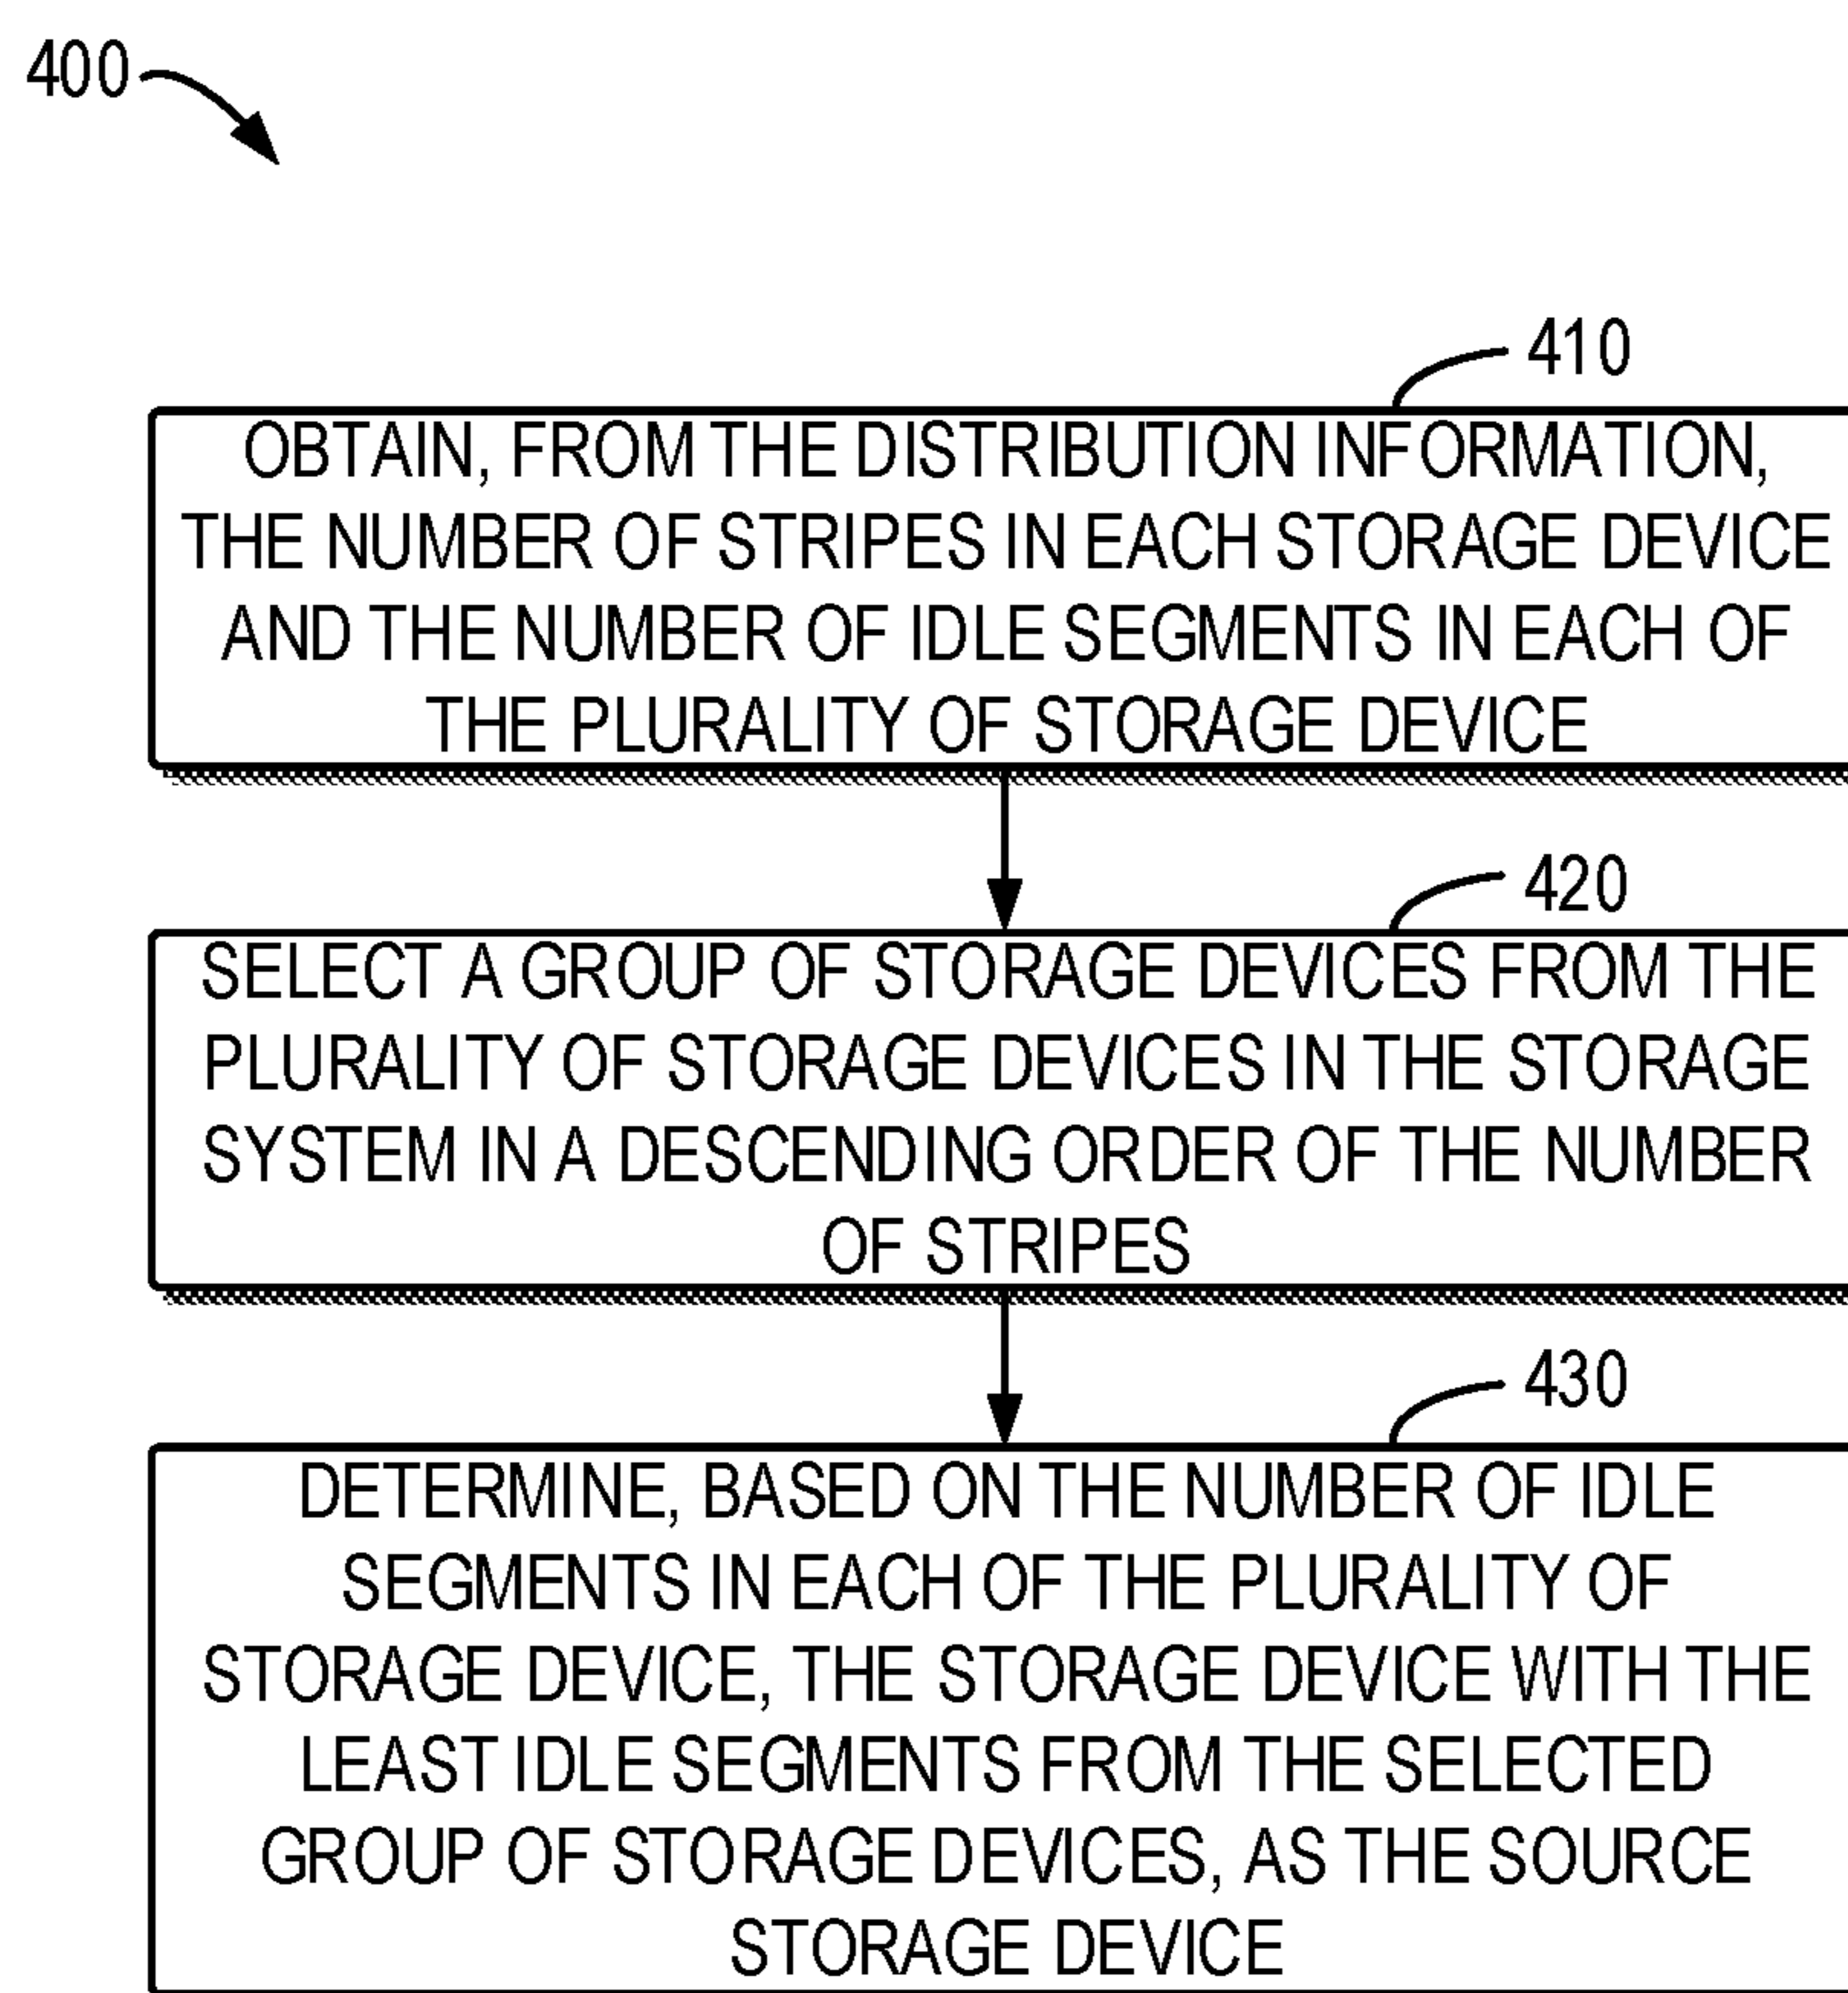 400
410
OBTAIN, FROM THE DISTRIBUTION INFORMATION,
THE NUMBER OF STRIPES IN EACH STORAGE DEVICE
AND THE NUMBER OF IDLE SEGMENTS IN EACH OF
THE PLURALITY OF STORAGE DEVICE
420
SELECT A GROUP OF STORAGE DEVICES FROM THE
PLURALITY OF STORAGE DEVICES IN THE STORAGE
SYSTEM IN A DESCENDING ORDER OF THE NUMBER
OF STRIPES
430
DETERMINE, BASED ON THE NUMBER OF IDLE
SEGMENTS IN EACH OF THE PLURALITY OF
STORAGE DEVICE, THE STORAGE DEVICE WITH THE
LEAST IDLE SEGMENTS FROM THE SELECTED
GROUP OF STORAGE DEVICES, AS THE SOURCE
STORAGE DEVICE